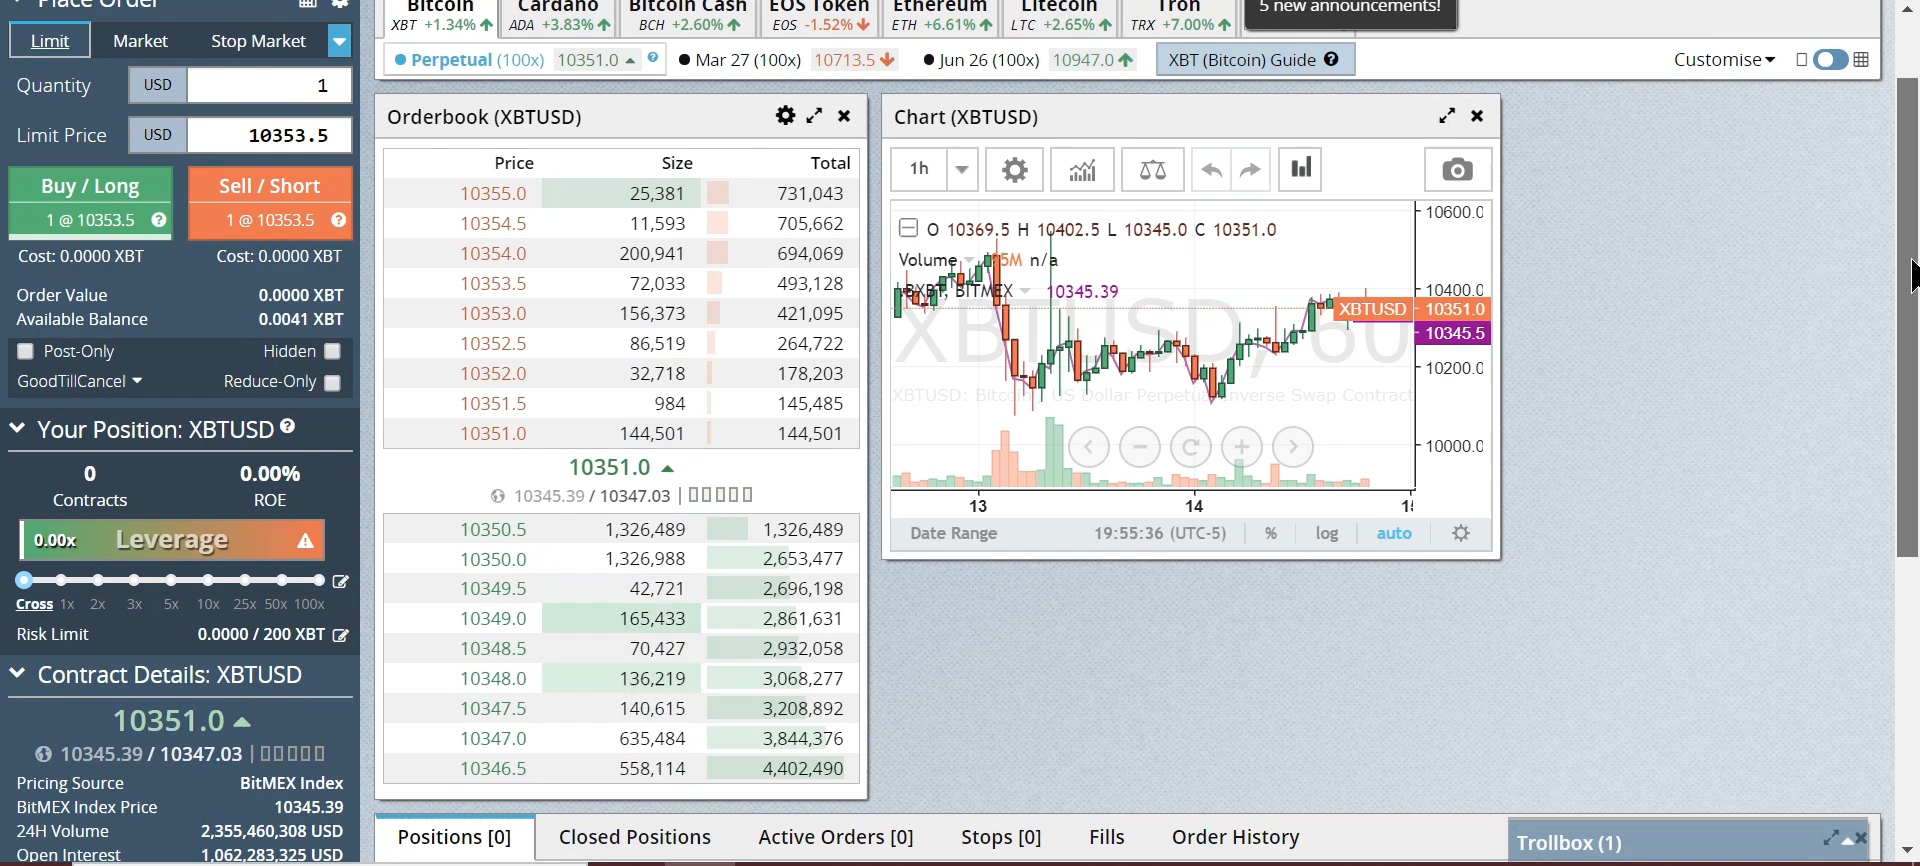 Place Order
Limit Market Stop Market
Quantity USD 1
Limit Price USD 10353.5
Buy / Long Sell / Short
1 @ 10353.5 ? 1 @ 10353.5 ?
Cost: 0.0000 XBT Cost: 0.0000 XBT
Order Value 0.0000 XBT
Available Balance 0.0041 XBT
Post-Only Hidden
GoodTillCancel Reduce-Only
Your Position: XBTUSD ?
0 0.00%
Contracts ROE
0.00x Leverage
Cross 1x 2x 3x 5x 10x 25x 50x 100x
Risk Limit 0.0000 / 200 XBT
Contract Details: XBTUSD
10351.0
10345.39 / 10347.03 |
Pricing Source BitMEX Index
BitMEX Index Price 10345.39
24H Volume 2,355,460,308 USD
Open Interest 1,062,283,325 USD
Bitcoin Cardano Bitcoin Cash EOS Token Ethereum Litecoin Tron
XBT +1.34% ADA +3.83% BCH +2.60% EOS -1.52% ETH +6.61% LTC +2.65% TRX +7.00%
5 new announcements!
Perpetual (100x) 10351.0 ? Mar 27 (100x) 10713.5 Jun 26 (100x) 10947.0 XBT (Bitcoin) Guide ? Customise
Orderbook (XBTUSD)
Price Size Total
10355.0 25,381 731,043
10354.5 11,593 705,662
10354.0 200,941 694,069
10353.5 72,033 493,128
10353.0 156,373 421,095
10352.5 86,519 264,722
10352.0 32,718 178,203
10351.5 984 145,485
10351.0 144,501 144,501
10351.0
10345.39 / 10347.03 |
10350.5 1,326,489 1,326,489
10350.0 1,326,988 2,653,477
10349.5 42,721 2,696,198
10349.0 165,433 2,861,631
10348.5 70,427 2,932,058
10348.0 136,219 3,068,277
10347.5 140,615 3,208,892
10347.0 635,484 3,844,376
10346.5 558,114 4,402,490
Chart (XBTUSD)
1h
O 10369.5 H 10402.5 L 10345.0 C 10351.0
Volume n/a
.BXBT, BITMEX 10345.39
XBTUSD, 60
XBTUSD: Bitcoin / US Dollar Perpetual Inverse Swap Contract
10600.0
10400.0
XBTUSD 10351.0
10345.5
10200.0
10000.0
13 14
Date Range 19:55:36 (UTC-5) % log auto
Positions [0] Closed Positions Active Orders [0] Stops [0] Fills Order History
Trollbox (1)